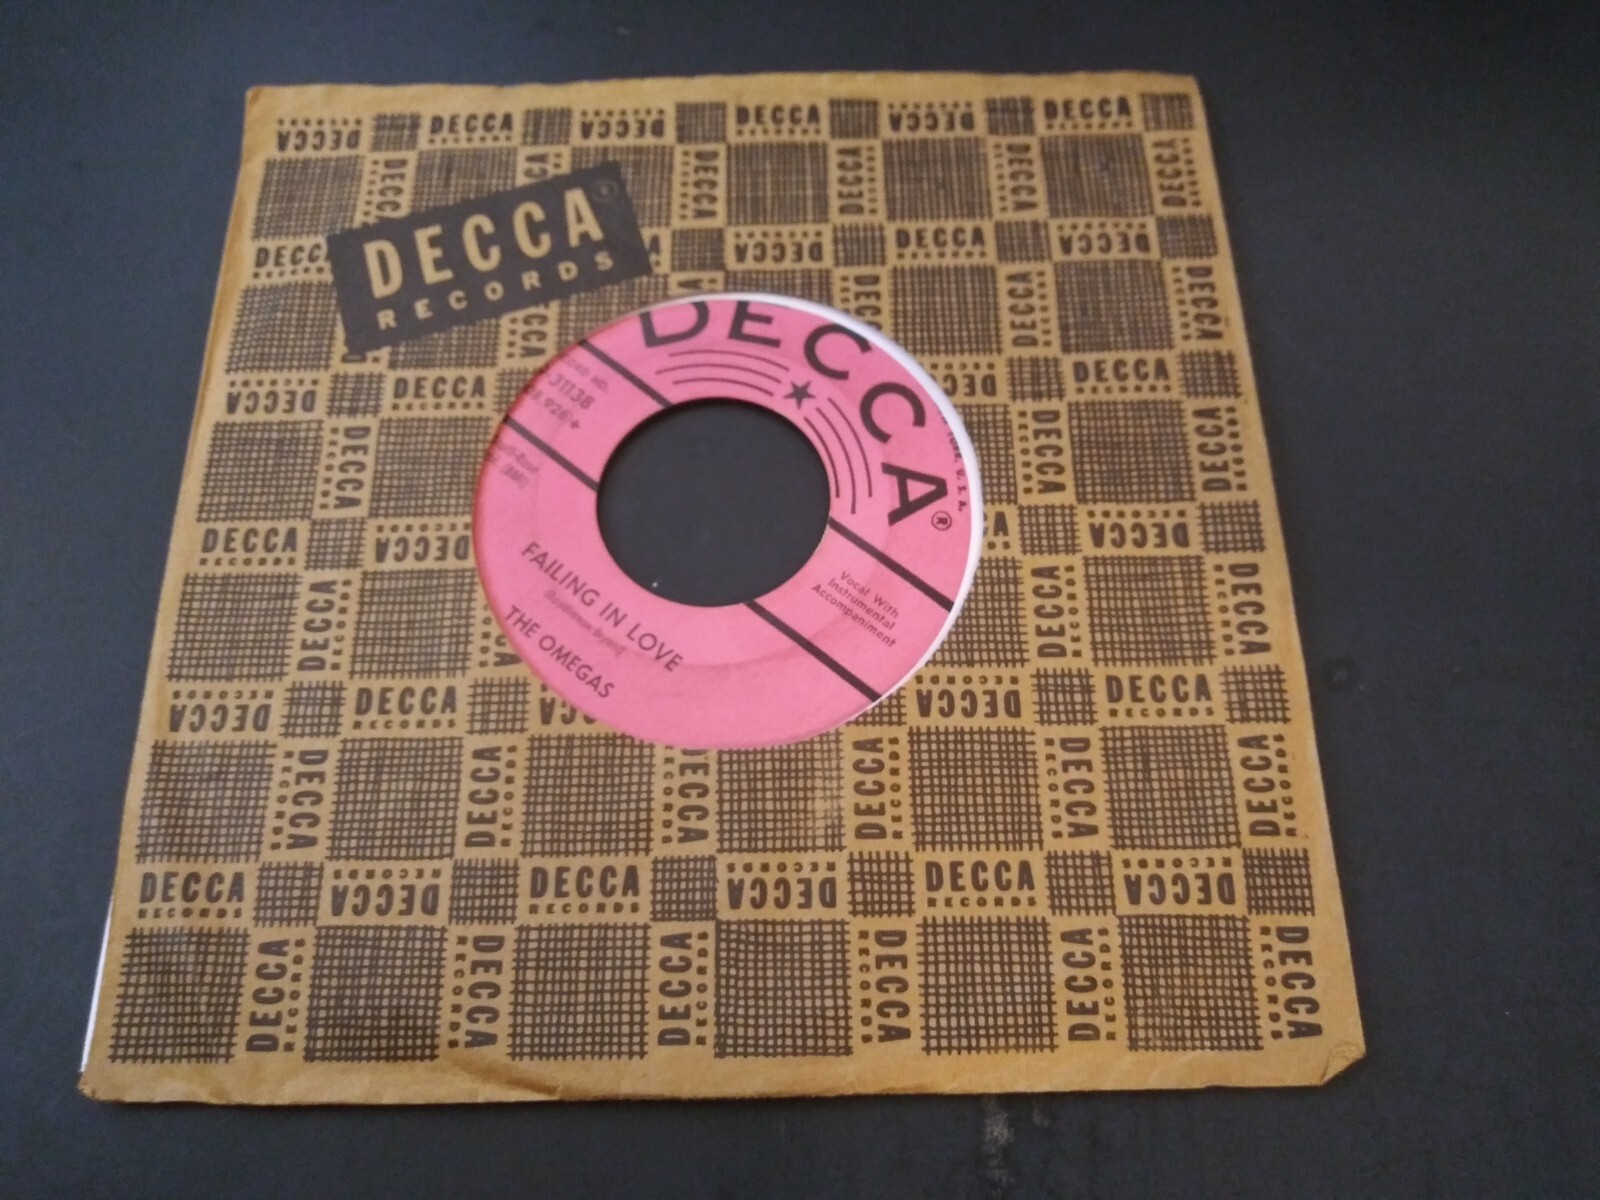 DECCA®
RECORDS
DECCA®
31138
FAILING IN LOVE
THE OMEGAS
Vocal With
Instrumental
Accompaniment
U. S. A.
DECCA
RECORDS